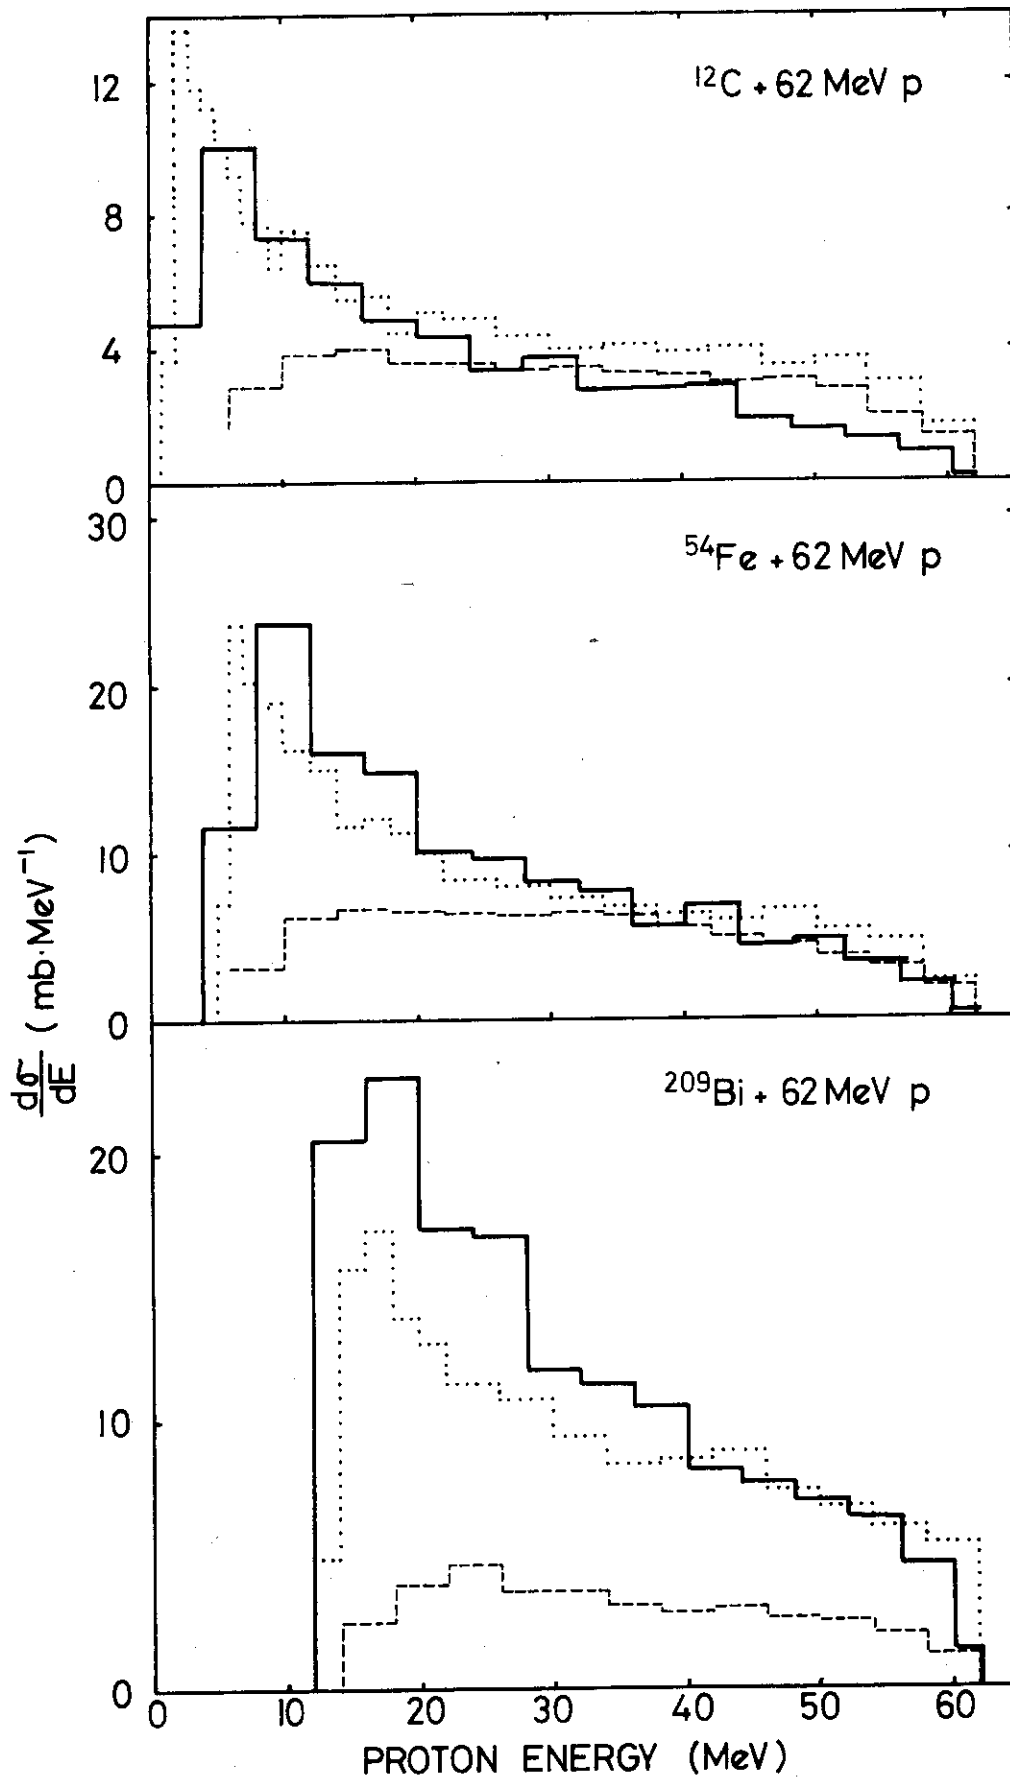 ¹²C + 62 MeV p
12
8
4
0
⁵⁴Fe + 62 MeV p
30
20
10
0
²⁰⁹Bi + 62 MeV p
20
10
0
dσ/dE (mb·MeV⁻¹)
0 10 20 30 40 50 60
PROTON ENERGY (MeV)